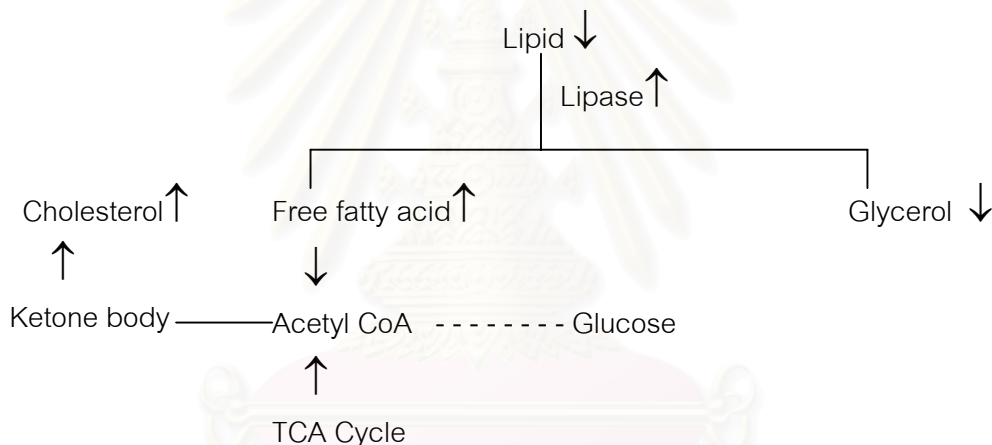 Lipid ↓
Lipase ↑
Cholesterol ↑ Free fatty acid ↑ Glycerol ↓
↑ ↓
Ketone body Acetyl CoA Glucose
↑
TCA Cycle